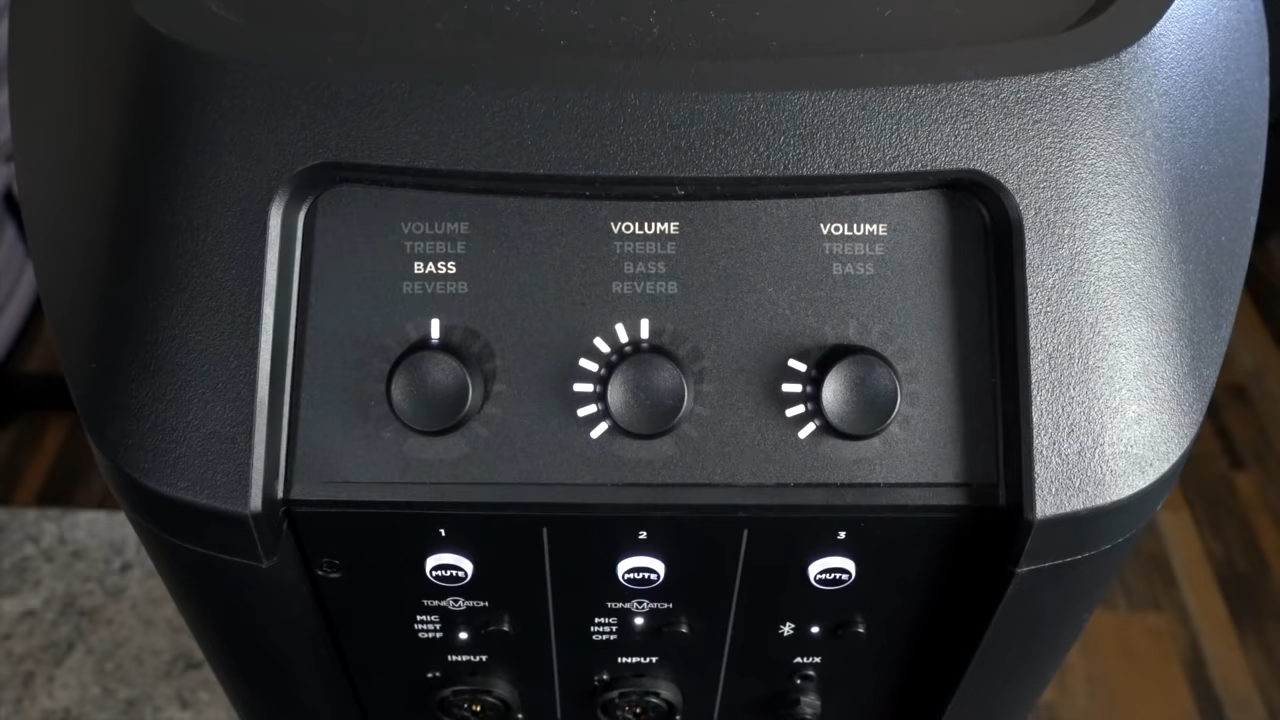 VOLUME
TREBLE
BASS
REVERB
VOLUME
TREBLE
BASS
REVERB
VOLUME
TREBLE
BASS
1
MUTE
TONEMATCH
MIC
INST
OFF
INPUT
2
MUTE
TONEMATCH
MIC
INST
OFF
INPUT
3
MUTE
AUX